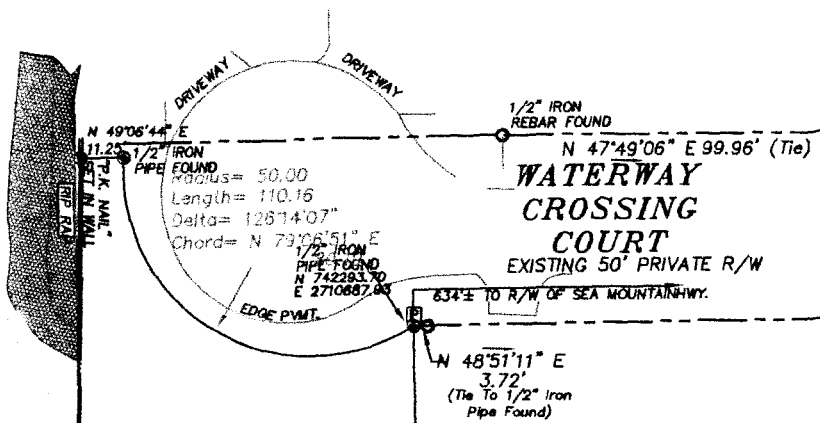 DRIVEWAY
DRIVEWAY
N 49°06'44" E
11.25'
1/2" IRON
PIPE FOUND
"P.K. NAIL"
SET IN WALL
RIP RAP
Radius= 50.00
Length= 110.16
Delta= 126°14'07"
Chord= N 79°06'51" E
1/2" IRON
PIPE FOUND
N 742293.70
E 2710687.93
EDGE PVMT.
1/2" IRON
REBAR FOUND
N 47°49'06" E 99.96' (Tie)
WATERWAY
CROSSING
COURT
EXISTING 50' PRIVATE R/W
634'± TO R/W OF SEA MOUNTAIN HWY.
P
N 48°51'11" E
3.72'
(Tie To 1/2" Iron
Pipe Found)